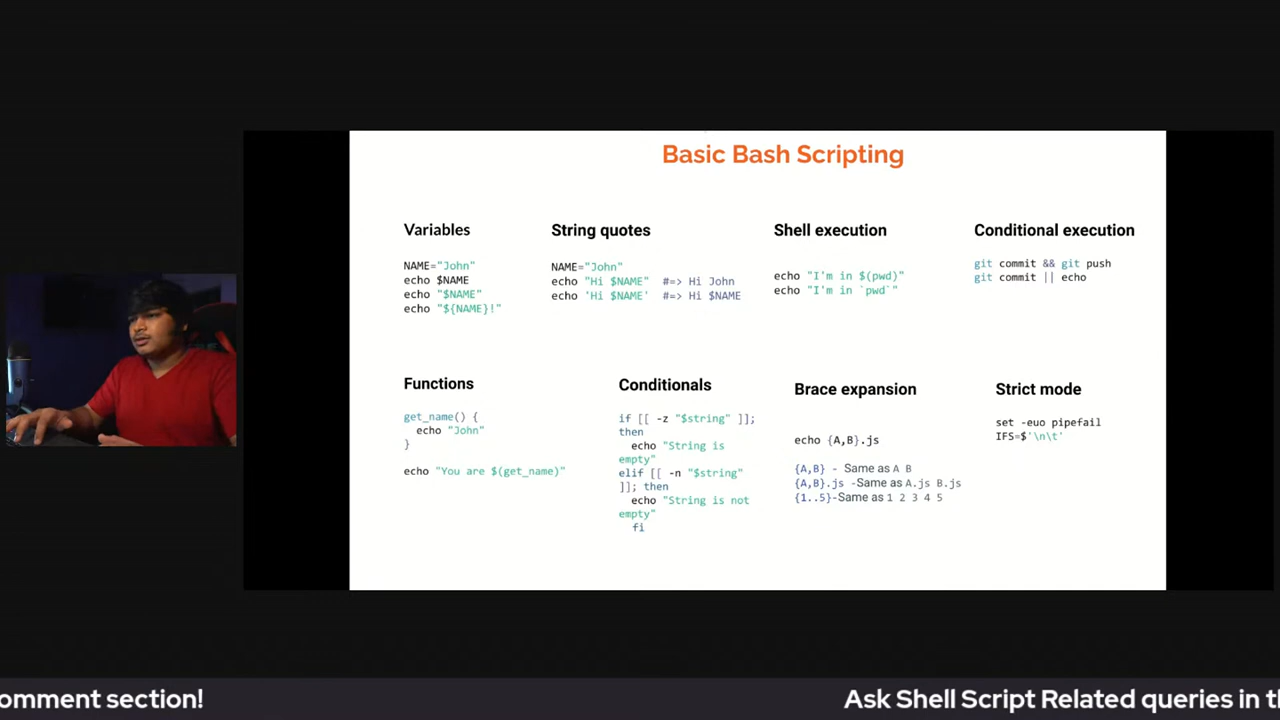 Basic Bash Scripting
Variables
NAME="John"
echo $NAME
echo "$NAME"
echo "${NAME}!"
String quotes
NAME="John"
echo "Hi $NAME" #=> Hi John
echo 'Hi $NAME' #=> Hi $NAME
Shell execution
echo "I'm in $(pwd)"
echo "I'm in `pwd`"
Conditional execution
git commit && git push
git commit || echo
Functions
get_name() {
echo "John"
}
echo "You are $(get_name)"
Conditionals
if [[ -z "$string" ]];
then
echo "String is
empty"
elif [[ -n "$string"
]]; then
echo "String is not
empty"
fi
Brace expansion
echo {A,B}.js
{A,B} - Same as A B
{A,B}.js -Same as A.js B.js
{1..5}-Same as 1 2 3 4 5
Strict mode
set -euo pipefail
IFS=$'\n\t'
omment section!
Ask Shell Script Related queries in th